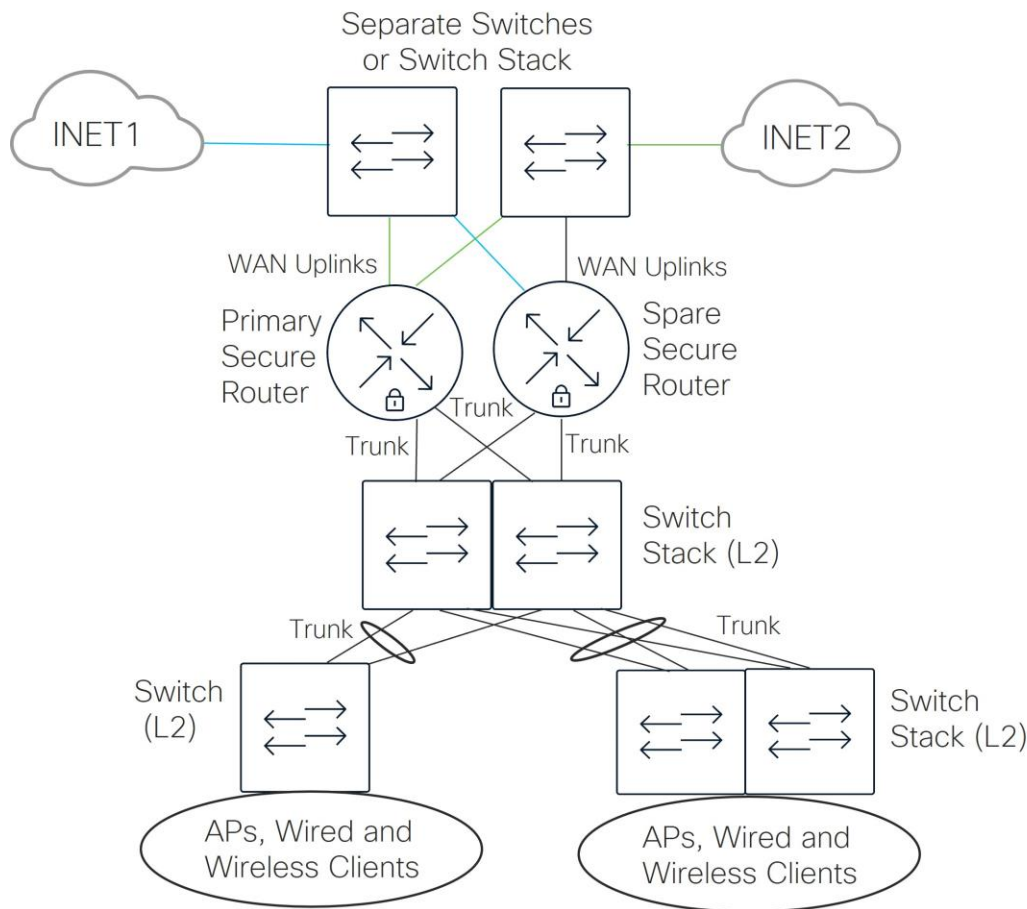 Separate Switches
or Switch Stack
INET1
INET2
WAN Uplinks
WAN Uplinks
Primary
Secure
Router
Spare
Secure
Router
Trunk
Trunk
Trunk
Switch
Stack (L2)
Trunk
Trunk
Switch
(L2)
Switch
Stack (L2)
APs, Wired and
Wireless Clients
APs, Wired and
Wireless Clients